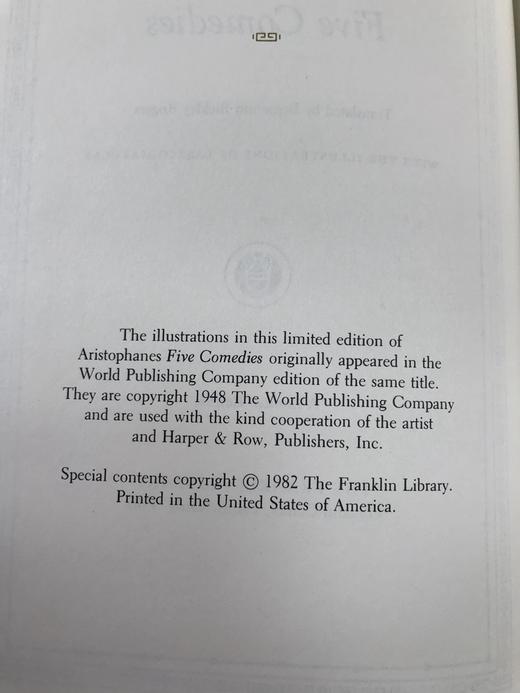 The illustrations in this limited edition of
Aristophanes Five Comedies originally appeared in the
World Publishing Company edition of the same title.
They are copyright 1948 The World Publishing Company
and are used with the kind cooperation of the artist
and Harper & Row, Publishers, Inc.
Special contents copyright © 1982 The Franklin Library.
Printed in the United States of America.